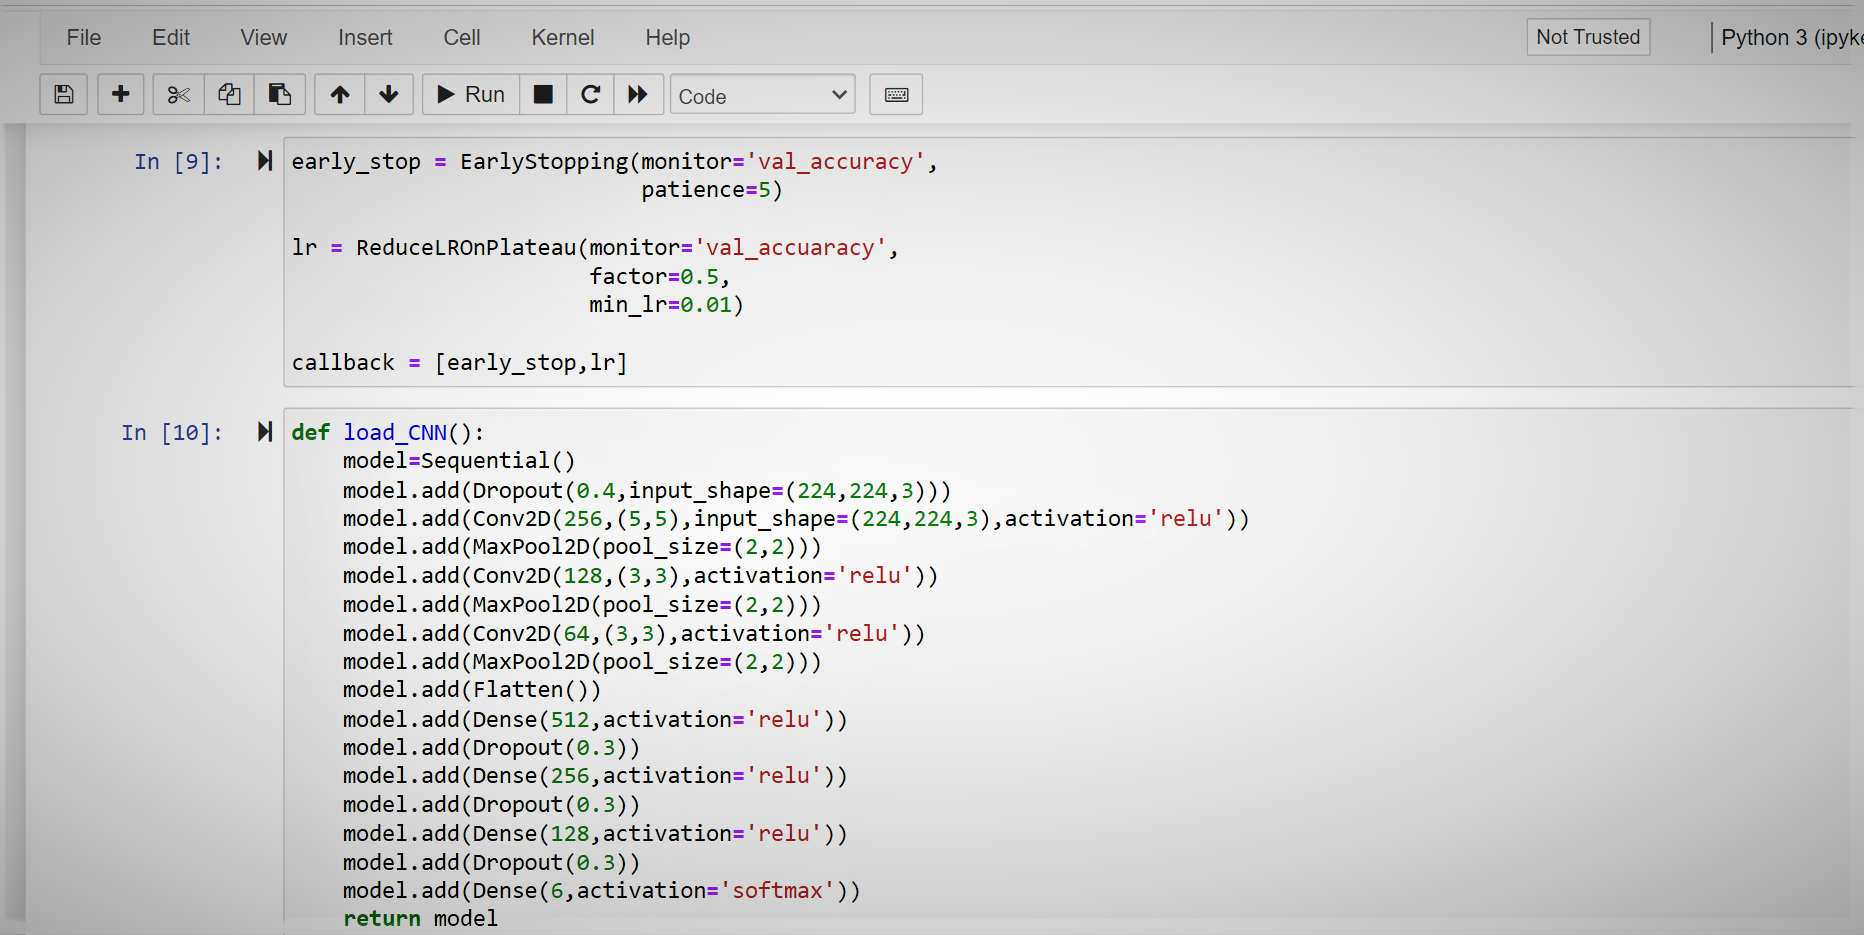 File Edit View Insert Cell Kernel Help Not Trusted Python 3 (ipyke
Run Code
In [9]: early_stop = EarlyStopping(monitor='val_accuracy',
patience=5)
lr = ReduceLROnPlateau(monitor='val_accuaracy',
factor=0.5,
min_lr=0.01)
callback = [early_stop,lr]
In [10]: def load_CNN():
model=Sequential()
model.add(Dropout(0.4,input_shape=(224,224,3)))
model.add(Conv2D(256,(5,5),input_shape=(224,224,3),activation='relu'))
model.add(MaxPool2D(pool_size=(2,2)))
model.add(Conv2D(128,(3,3),activation='relu'))
model.add(MaxPool2D(pool_size=(2,2)))
model.add(Conv2D(64,(3,3),activation='relu'))
model.add(MaxPool2D(pool_size=(2,2)))
model.add(Flatten())
model.add(Dense(512,activation='relu'))
model.add(Dropout(0.3))
model.add(Dense(256,activation='relu'))
model.add(Dropout(0.3))
model.add(Dense(128,activation='relu'))
model.add(Dropout(0.3))
model.add(Dense(6,activation='softmax'))
return model